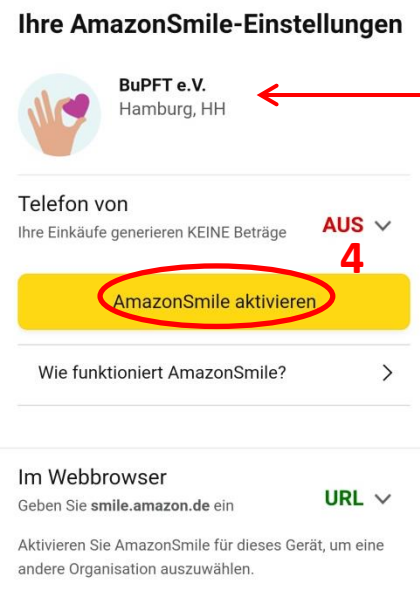 Ihre AmazonSmile-Einstellungen
BuPFT e.V.
Hamburg, HH
Telefon von
Ihre Einkäufe generieren KEINE Beträge
AUS
4
AmazonSmile aktivieren
Wie funktioniert AmazonSmile?
Im Webbrowser
Geben Sie smile.amazon.de ein
URL
Aktivieren Sie AmazonSmile für dieses Gerät, um eine
andere Organisation auszuwählen.